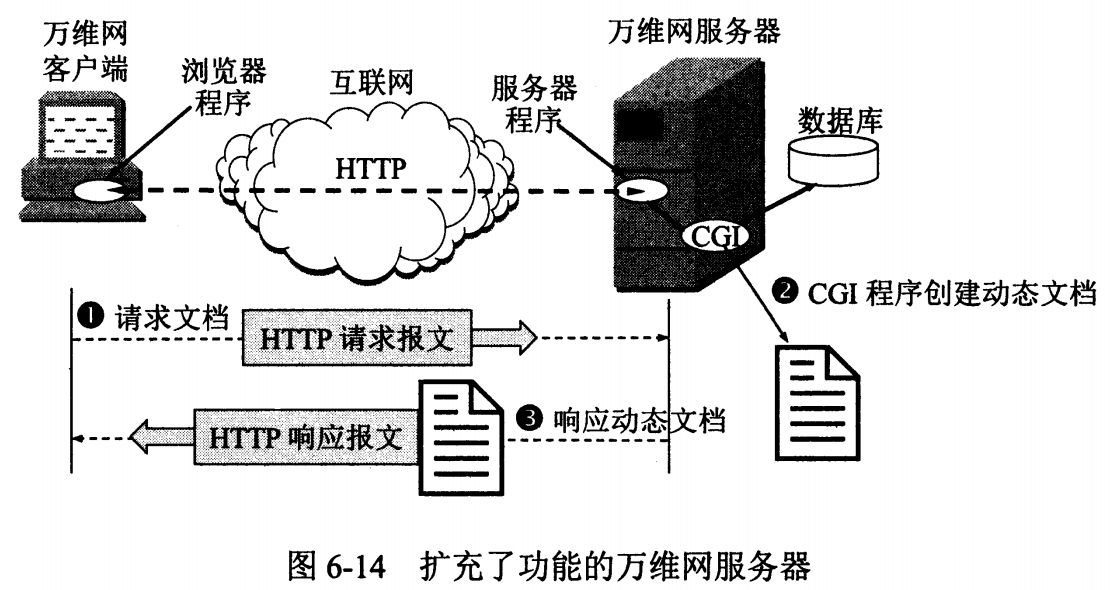 万维网
客户端
浏览器
程序
互联网
HTTP
服务器
程序
万维网服务器
数据库
CGI
❶ 请求文档
HTTP 请求报文
❷ CGI 程序创建动态文档
HTTP 响应报文
❸ 响应动态文档
图 6-14 扩充了功能的万维网服务器